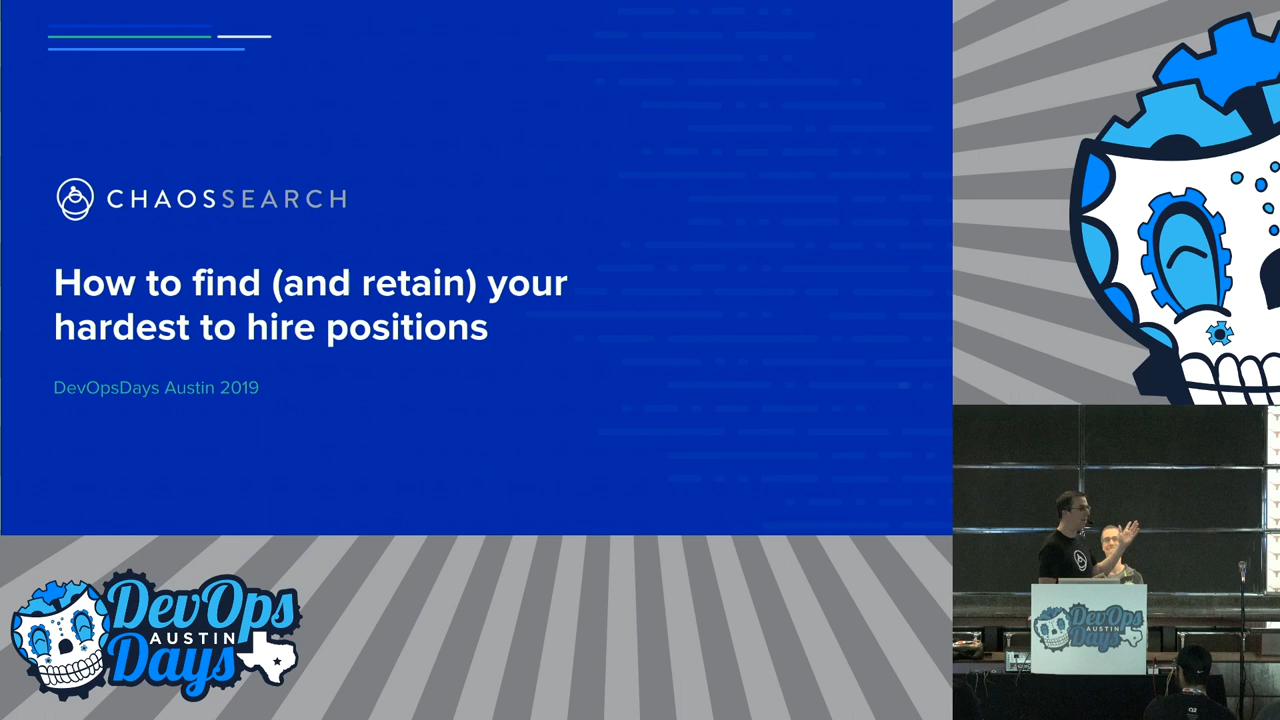 CHAOSSEARCH
How to find (and retain) your
hardest to hire positions
DevOpsDays Austin 2019
DevOps
AUSTIN
Days
DevOps
AUSTIN
Days